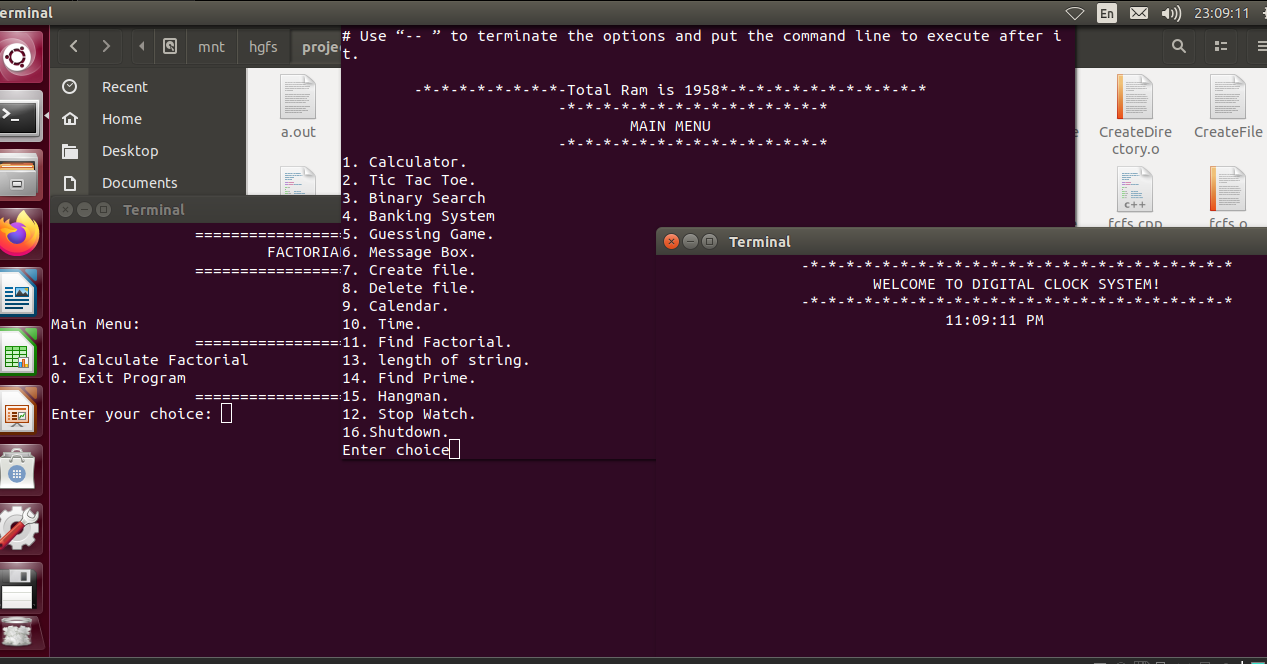 erminal
En
23:09:11
mnt
hgfs
proje
Recent
Home
Desktop
Documents
a.out
CreateDire
ctory.o
CreateFile
c++
fcfs.cpp
fcfs.o
# Use “-- ” to terminate the options and put the command line to execute after i
t.
-*-*-*-*-*-*-*-*-Total Ram is 1958*-*-*-*-*-*-*-*-*-*-*-*
-*-*-*-*-*-*-*-*-*-*-*-*-*-*-*
MAIN MENU
-*-*-*-*-*-*-*-*-*-*-*-*-*-*-*
1. Calculator.
2. Tic Tac Toe.
3. Binary Search
4. Banking System
5. Guessing Game.
6. Message Box.
7. Create file.
8. Delete file.
9. Calendar.
10. Time.
11. Find Factorial.
13. length of string.
14. Find Prime.
15. Hangman.
12. Stop Watch.
16.Shutdown.
Enter choice
Terminal
=================
FACTORIA
=================
Main Menu:
=================
1. Calculate Factorial
0. Exit Program
=================
Enter your choice:
Terminal
-*-*-*-*-*-*-*-*-*-*-*-*-*-*-*-*-*-*-*-*-*-*-*-*
WELCOME TO DIGITAL CLOCK SYSTEM!
-*-*-*-*-*-*-*-*-*-*-*-*-*-*-*-*-*-*-*-*-*-*-*-*
11:09:11 PM